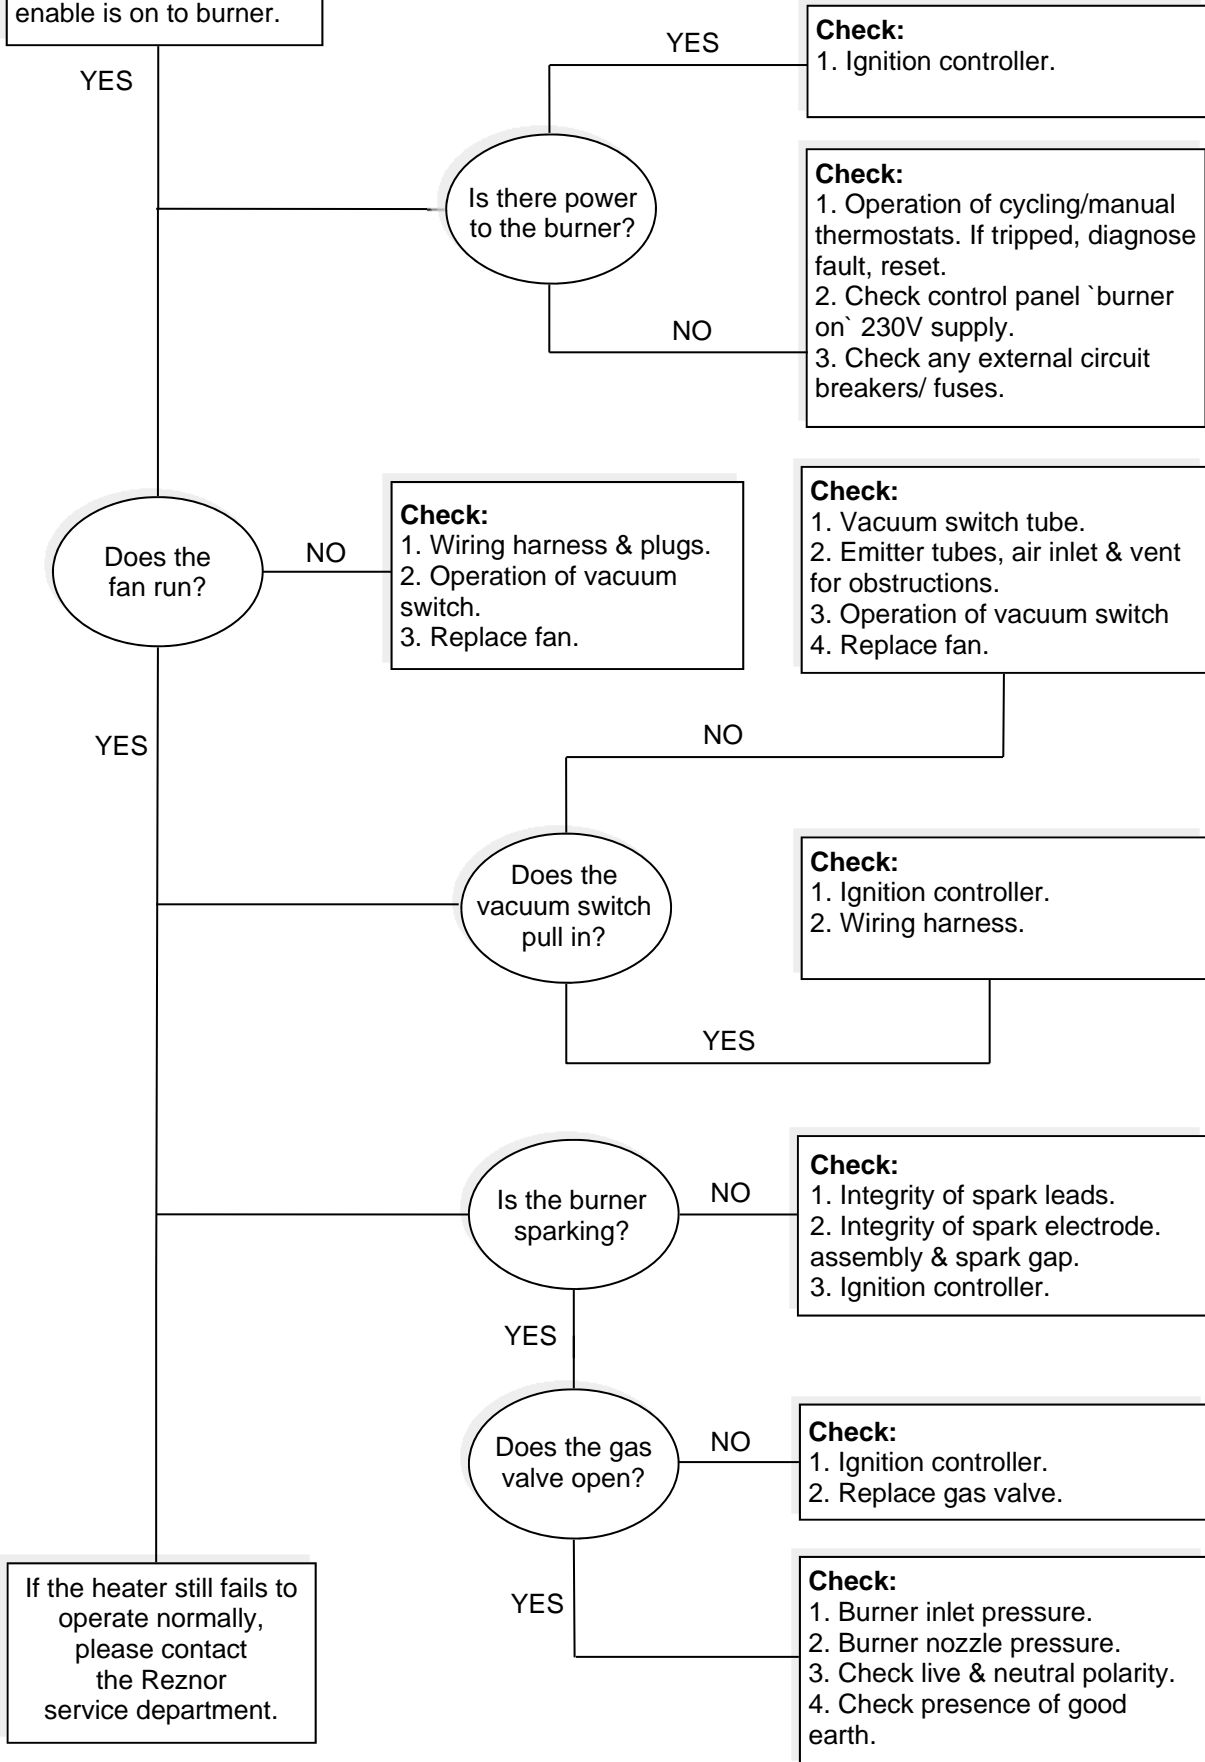 enable is on to burner.
YES
YES
Check:
1. Ignition controller.
Is there power
to the burner?
Check:
1. Operation of cycling/manual
thermostats. If tripped, diagnose
fault, reset.
2. Check control panel `burner
on` 230V supply.
3. Check any external circuit
breakers/ fuses.
NO
Does the
fan run?
NO
Check:
1. Wiring harness & plugs.
2. Operation of vacuum
switch.
3. Replace fan.
Check:
1. Vacuum switch tube.
2. Emitter tubes, air inlet & vent
for obstructions.
3. Operation of vacuum switch
4. Replace fan.
YES
NO
Does the
vacuum switch
pull in?
Check:
1. Ignition controller.
2. Wiring harness.
YES
Is the burner
sparking?
NO
Check:
1. Integrity of spark leads.
2. Integrity of spark electrode.
assembly & spark gap.
3. Ignition controller.
YES
Does the gas
valve open?
NO
Check:
1. Ignition controller.
2. Replace gas valve.
YES
Check:
1. Burner inlet pressure.
2. Burner nozzle pressure.
3. Check live & neutral polarity.
4. Check presence of good
earth.
If the heater still fails to
operate normally,
please contact
the Reznor
service department.